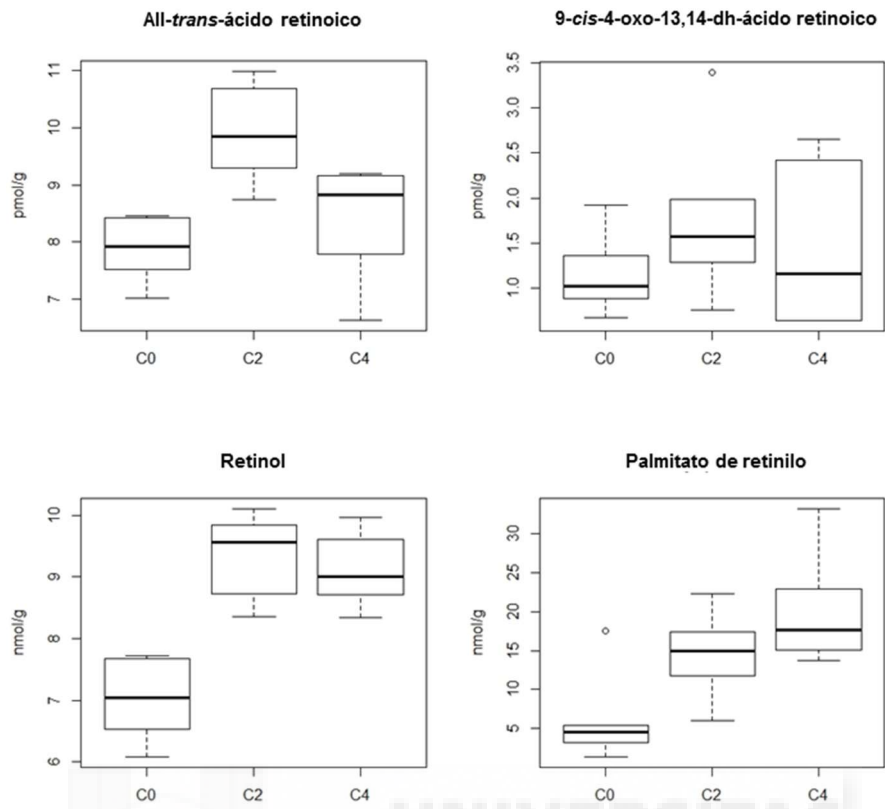 All-trans-ácido retinoico
pmol/g
11
10
9
8
7
C0
C2
C4
9-cis-4-oxo-13,14-dh-ácido retinoico
pmol/g
3.5
3.0
2.5
2.0
1.5
1.0
C0
C2
C4
Retinol
nmol/g
10
9
8
7
6
C0
C2
C4
Palmitato de retinilo
nmol/g
30
25
20
15
10
5
C0
C2
C4